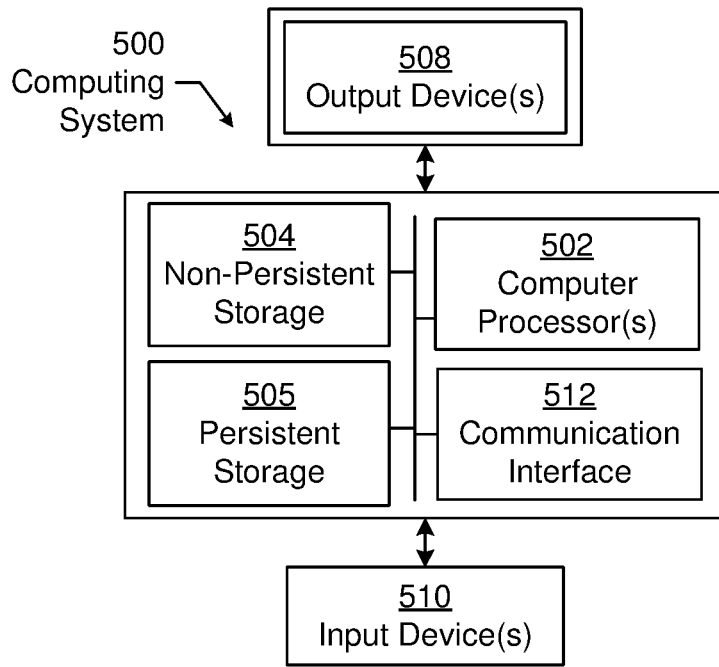 500
Computing
System
508
Output Device(s)
504
Non-Persistent
Storage
502
Computer
Processor(s)
505
Persistent
Storage
512
Communication
Interface
510
Input Device(s)